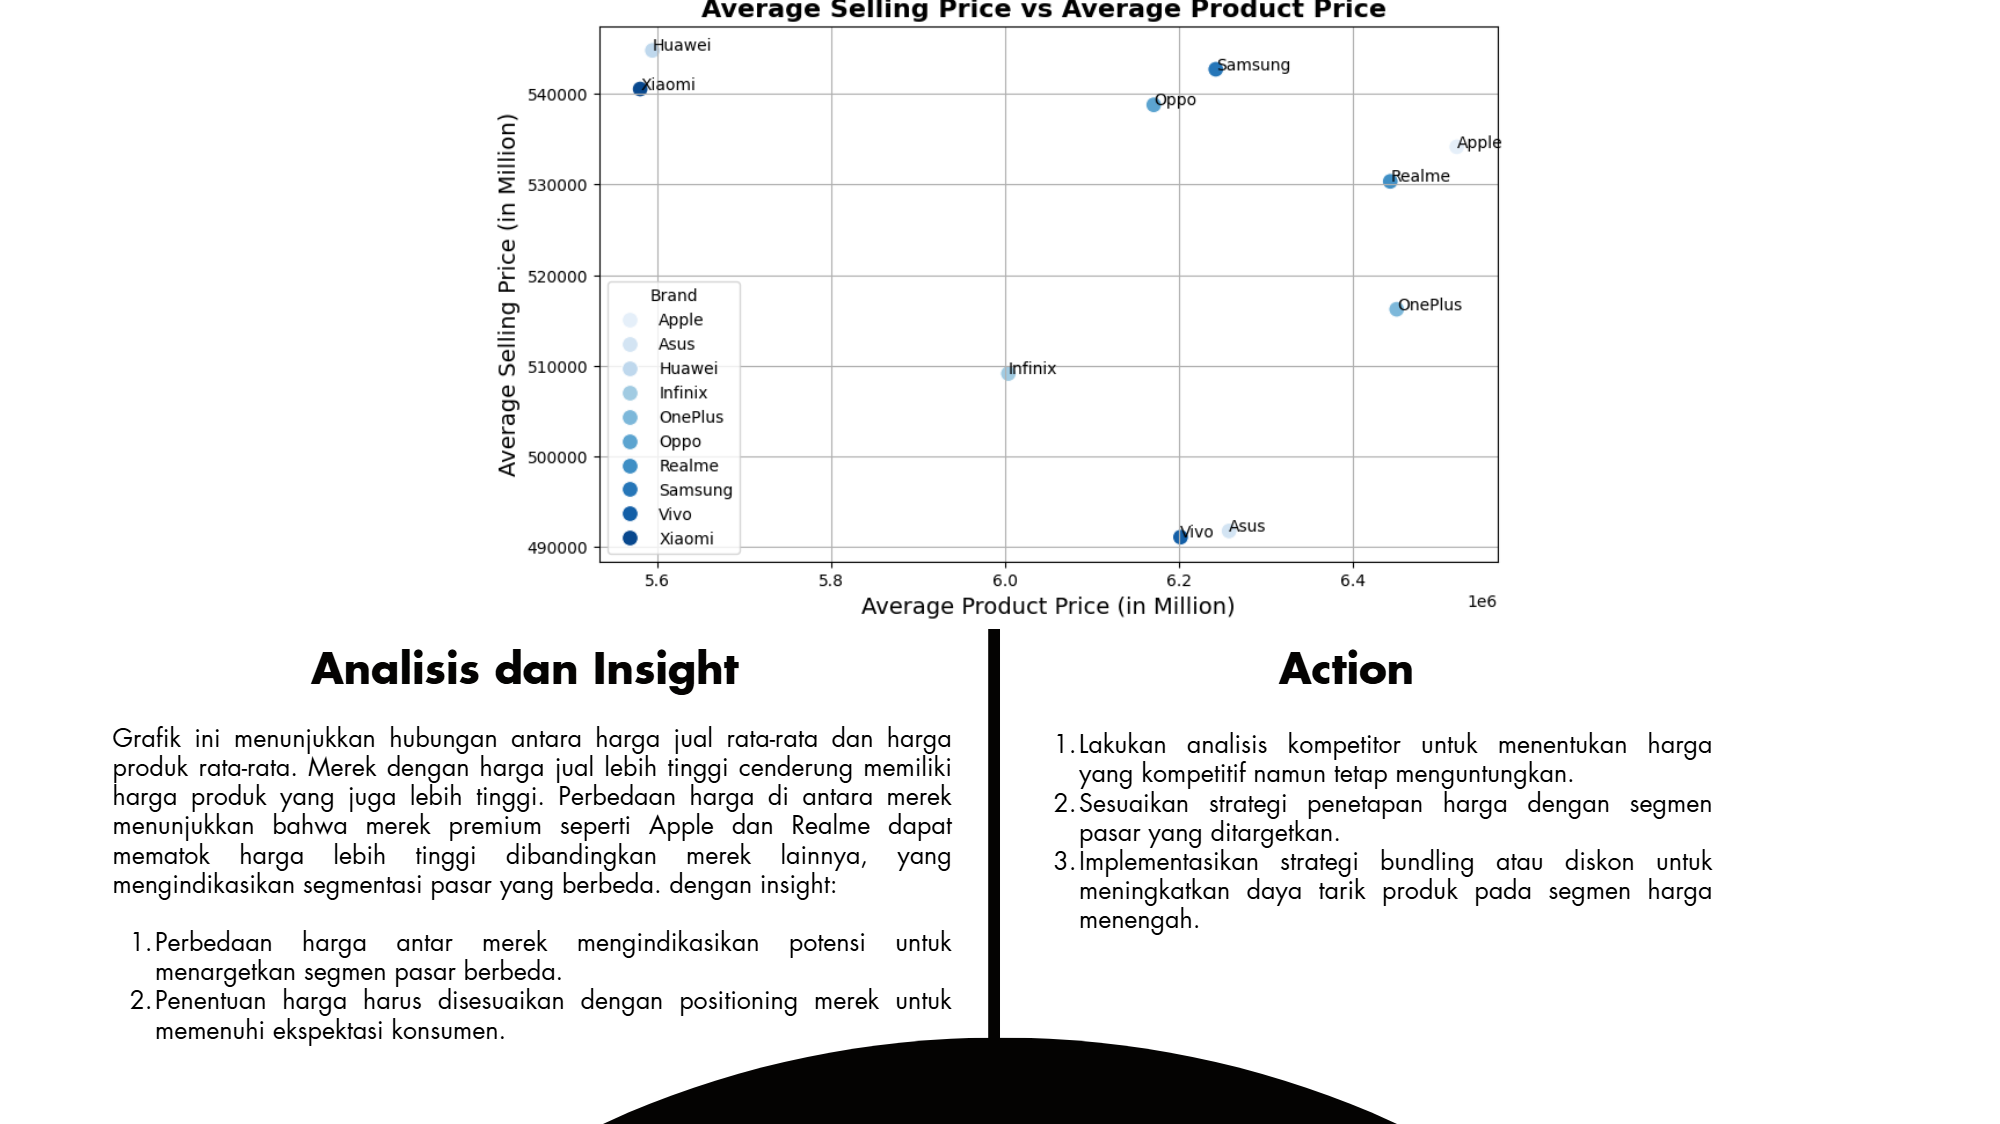 Average Selling Price vs Average Product Price
Huawei
Xiaomi
Samsung
Oppo
Apple
Realme
OnePlus
Infinix
Vivo
Asus
Average Selling Price (in Million)
540000
530000
520000
510000
500000
490000
Brand
Apple
Asus
Huawei
Infinix
OnePlus
Oppo
Realme
Samsung
Vivo
Xiaomi
5.6
5.8
6.0
6.2
6.4
1e6
Average Product Price (in Million)
Analisis dan Insight
Grafik ini menunjukkan hubungan antara harga jual rata-rata dan harga
produk rata-rata. Merek dengan harga jual lebih tinggi cenderung memiliki
harga produk yang juga lebih tinggi. Perbedaan harga di antara merek
menunjukkan bahwa merek premium seperti Apple dan Realme dapat
mematok harga lebih tinggi dibandingkan merek lainnya, yang
mengindikasikan segmentasi pasar yang berbeda. dengan insight:
1. Perbedaan harga antar merek mengindikasikan potensi untuk
menargetkan segmen pasar berbeda.
2. Penentuan harga harus disesuaikan dengan positioning merek untuk
memenuhi ekspektasi konsumen.
Action
1. Lakukan analisis kompetitor untuk menentukan harga
yang kompetitif namun tetap menguntungkan.
2. Sesuaikan strategi penetapan harga dengan segmen
pasar yang ditargetkan.
3. Implementasikan strategi bundling atau diskon untuk
meningkatkan daya tarik produk pada segmen harga
menengah.